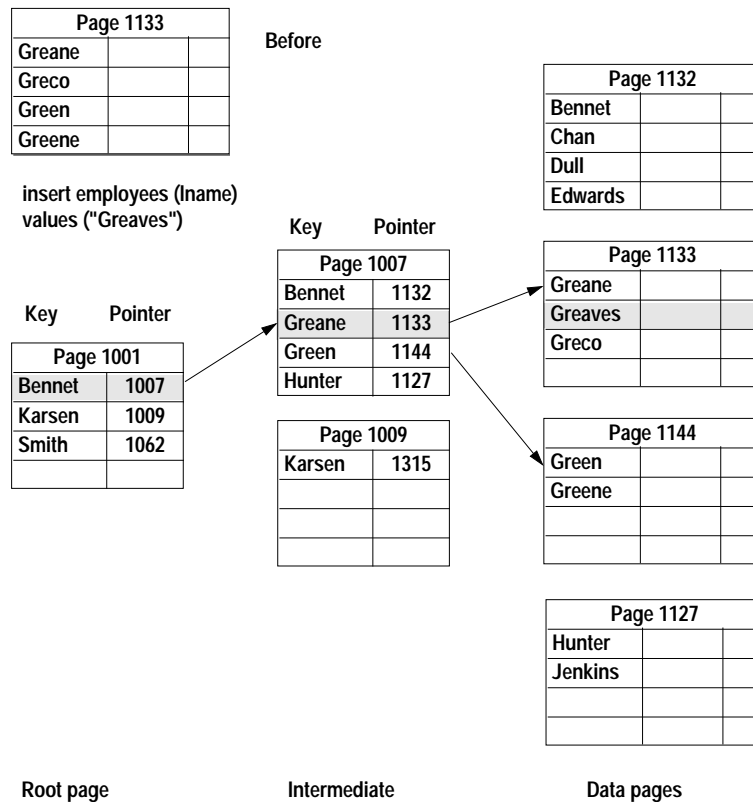 Page 1133
Greane
Greco
Green
Greene
Before
insert employees (lname)
values ("Greaves")
Key Pointer
Page 1001
Bennet 1007
Karsen 1009
Smith 1062
Key Pointer
Page 1007
Bennet 1132
Greane 1133
Green 1144
Hunter 1127
Page 1009
Karsen 1315
Page 1132
Bennet
Chan
Dull
Edwards
Page 1133
Greane
Greaves
Greco
Page 1144
Green
Greene
Page 1127
Hunter
Jenkins
Root page Intermediate Data pages